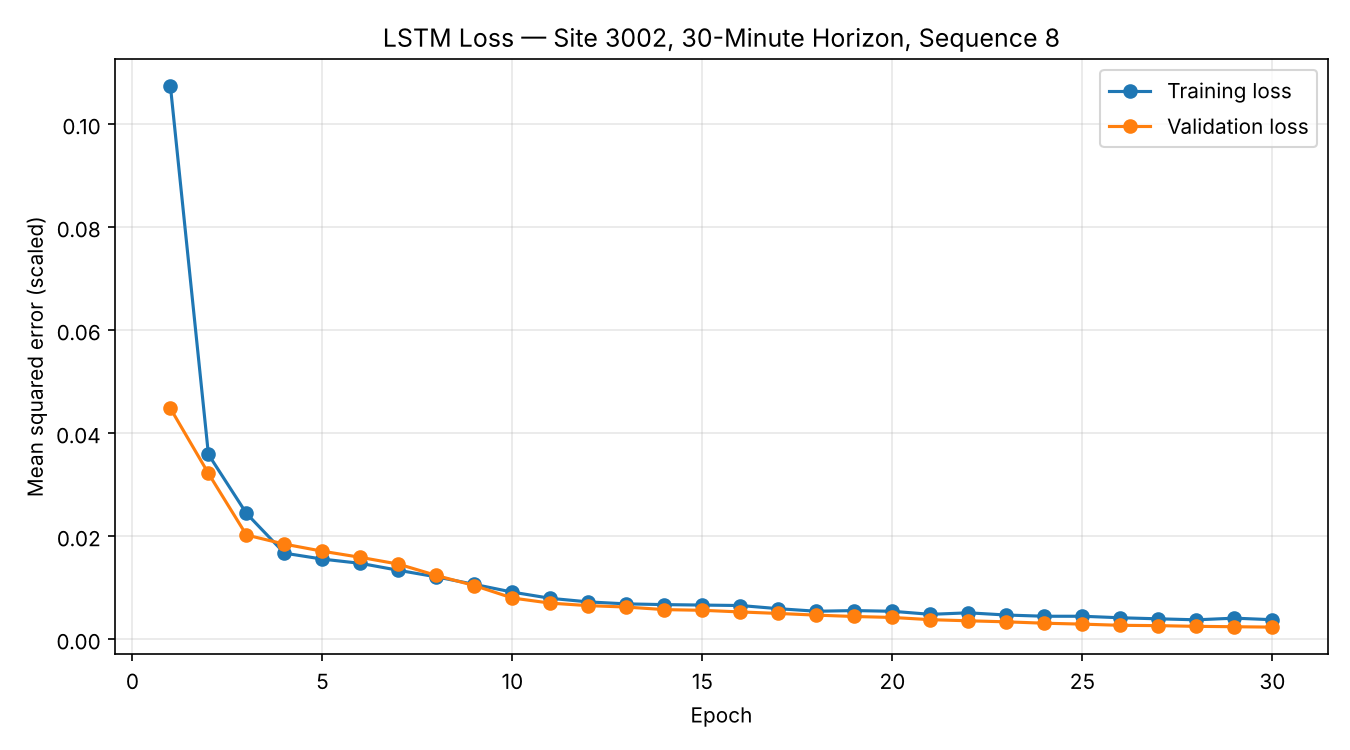 LSTM Loss — Site 3002, 30-Minute Horizon, Sequence 8
Training loss
Validation loss
Mean squared error (scaled)
0.10
0.08
0.06
0.04
0.02
0.00
0 5 10 15 20 25 30
Epoch